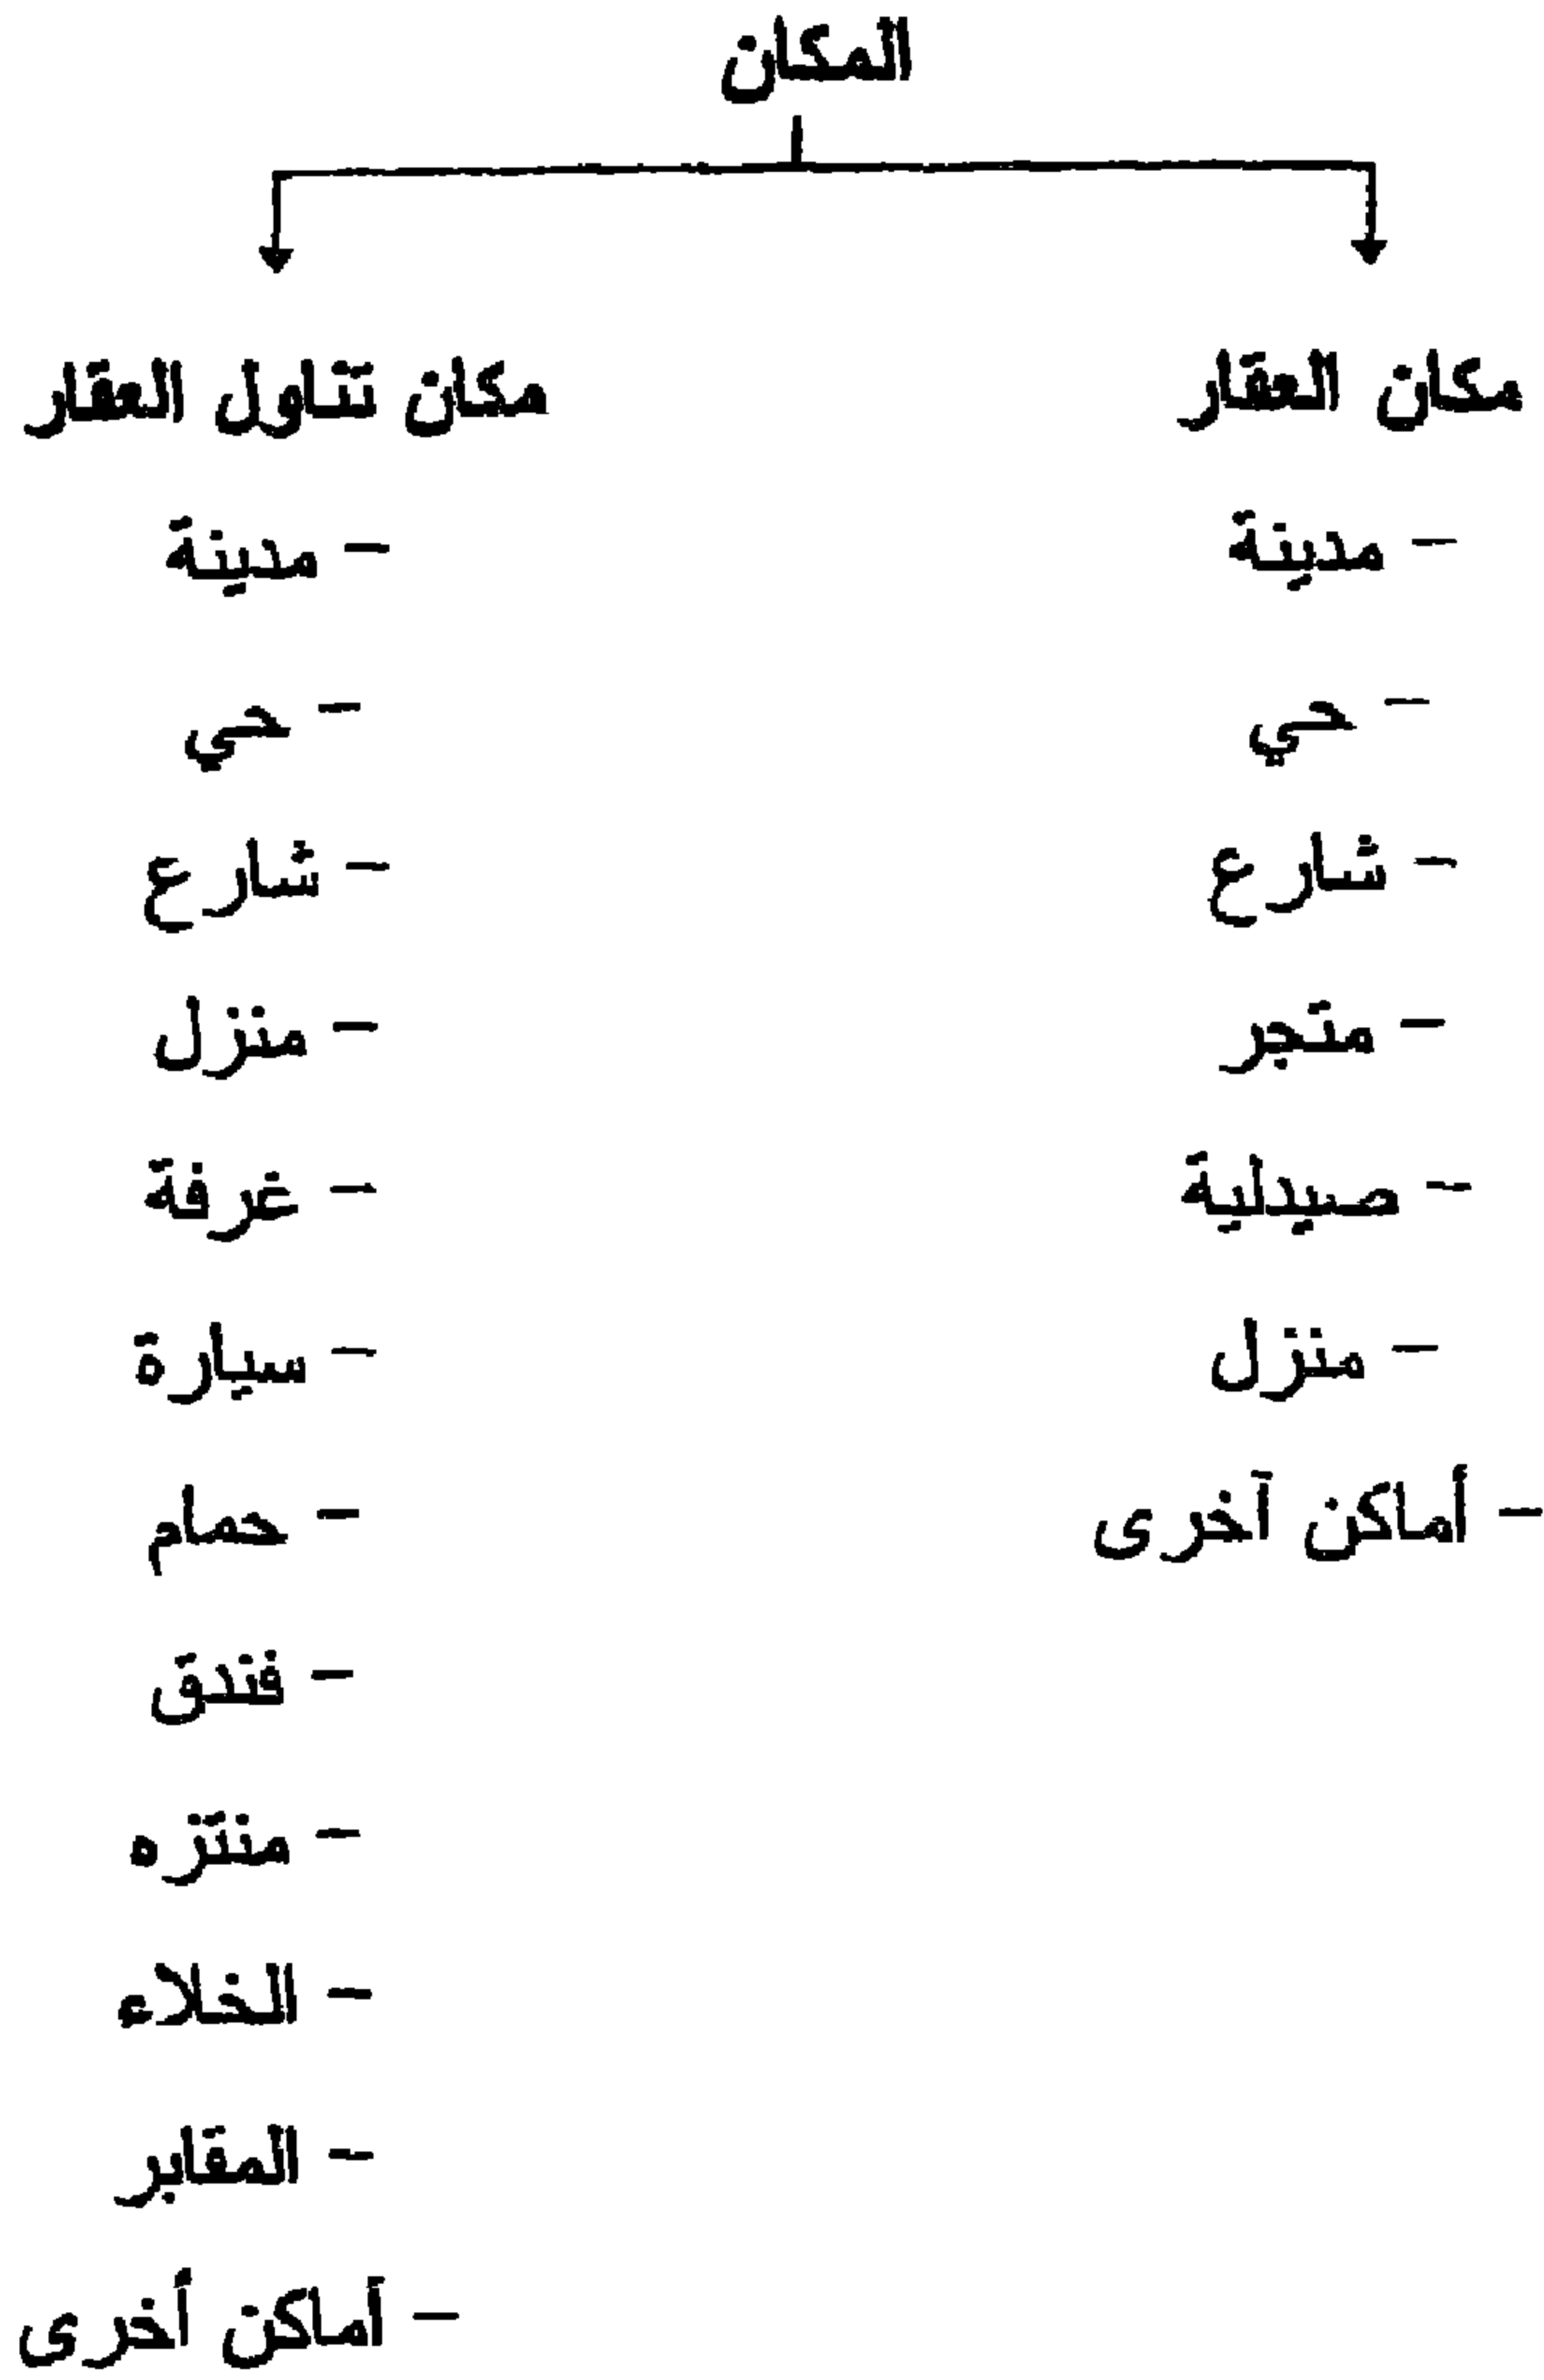 المكان
مكان العقار
- مدينة
- حي
- شارع
- متجر
- صيدلية
- منزل
- أماكن آخرى
مكان تناول العقار
- مدينة
- حي
- شارع
- منزل
- غرفة
- سيارة
- حمام
- فندق
- منتزه
- الخلاء
- المقابر
- آماكن أخرى